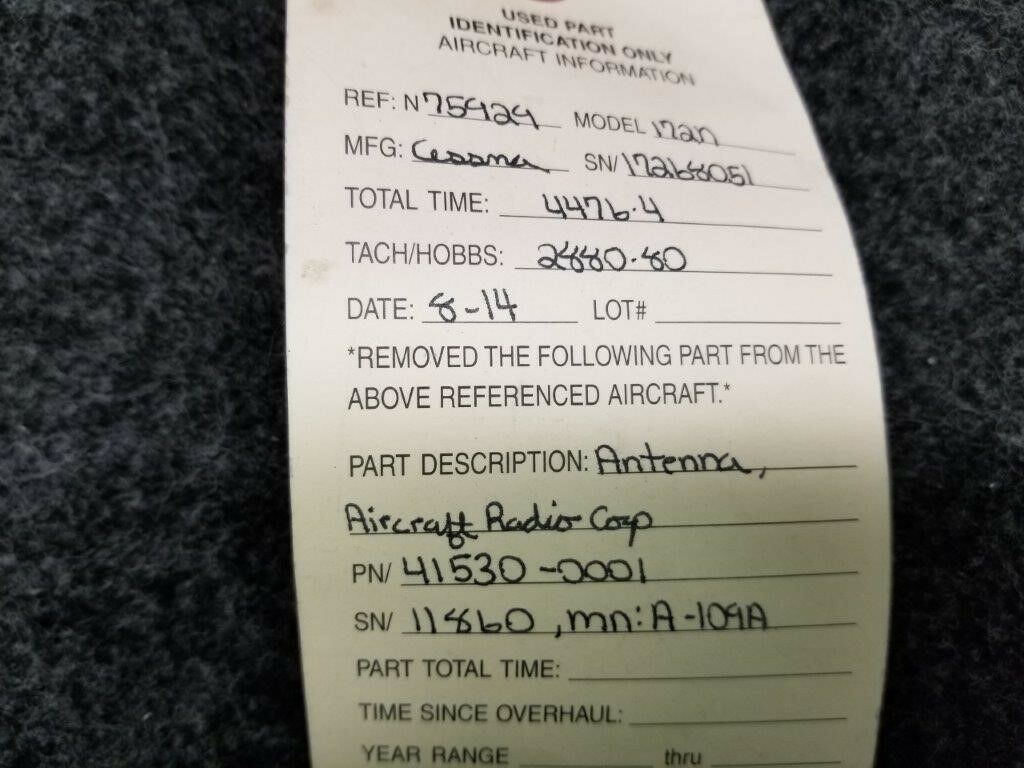 USED PART
IDENTIFICATION ONLY
AIRCRAFT INFORMATION
REF: N 75424 MODEL 172N
MFG: Cessna SN/ 17268051
TOTAL TIME: 4476.4
TACH/HOBBS: 2880.80
DATE: 8-14 LOT#
*REMOVED THE FOLLOWING PART FROM THE
ABOVE REFERENCED AIRCRAFT.*
PART DESCRIPTION: Antenna,
Aircraft Radio Corp
PN/ 41530-0001
SN/ 11860, mn: A-109A
PART TOTAL TIME:
TIME SINCE OVERHAUL:
YEAR RANGE thru